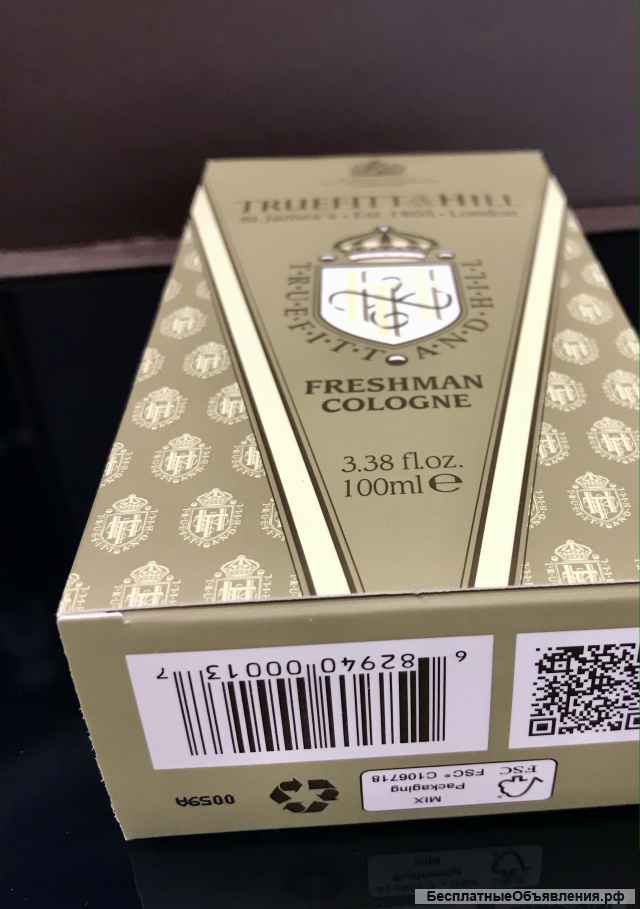 TRUEFITT & HILL
St James's • Est 1805 • London
T·R·U·E·F·I·T·T A·N·D H·I·L·L
FRESHMAN
COLOGNE
3.38 fl.oz.
100ml ℮
6 82940 00013 7
FSC
MIX
Packaging
FSC® C106718
0059A
БесплатныеОбъявления.рф